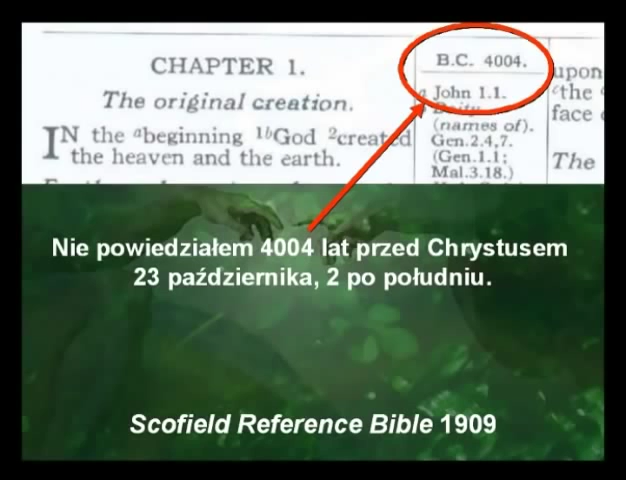 CHAPTER 1.
The original creation.
IN the ᵃbeginning ¹ᵇGod ²created
the heaven and the earth.
B.C. 4004.
a John 1.1.
Deity
(names of).
Gen.2.4,7.
(Gen.1.1;
Mal.3.18.)
upon
ᶜthe
face
The
Nie powiedziałem 4004 lat przed Chrystusem
23 października, 2 po południu.
Scofield Reference Bible 1909